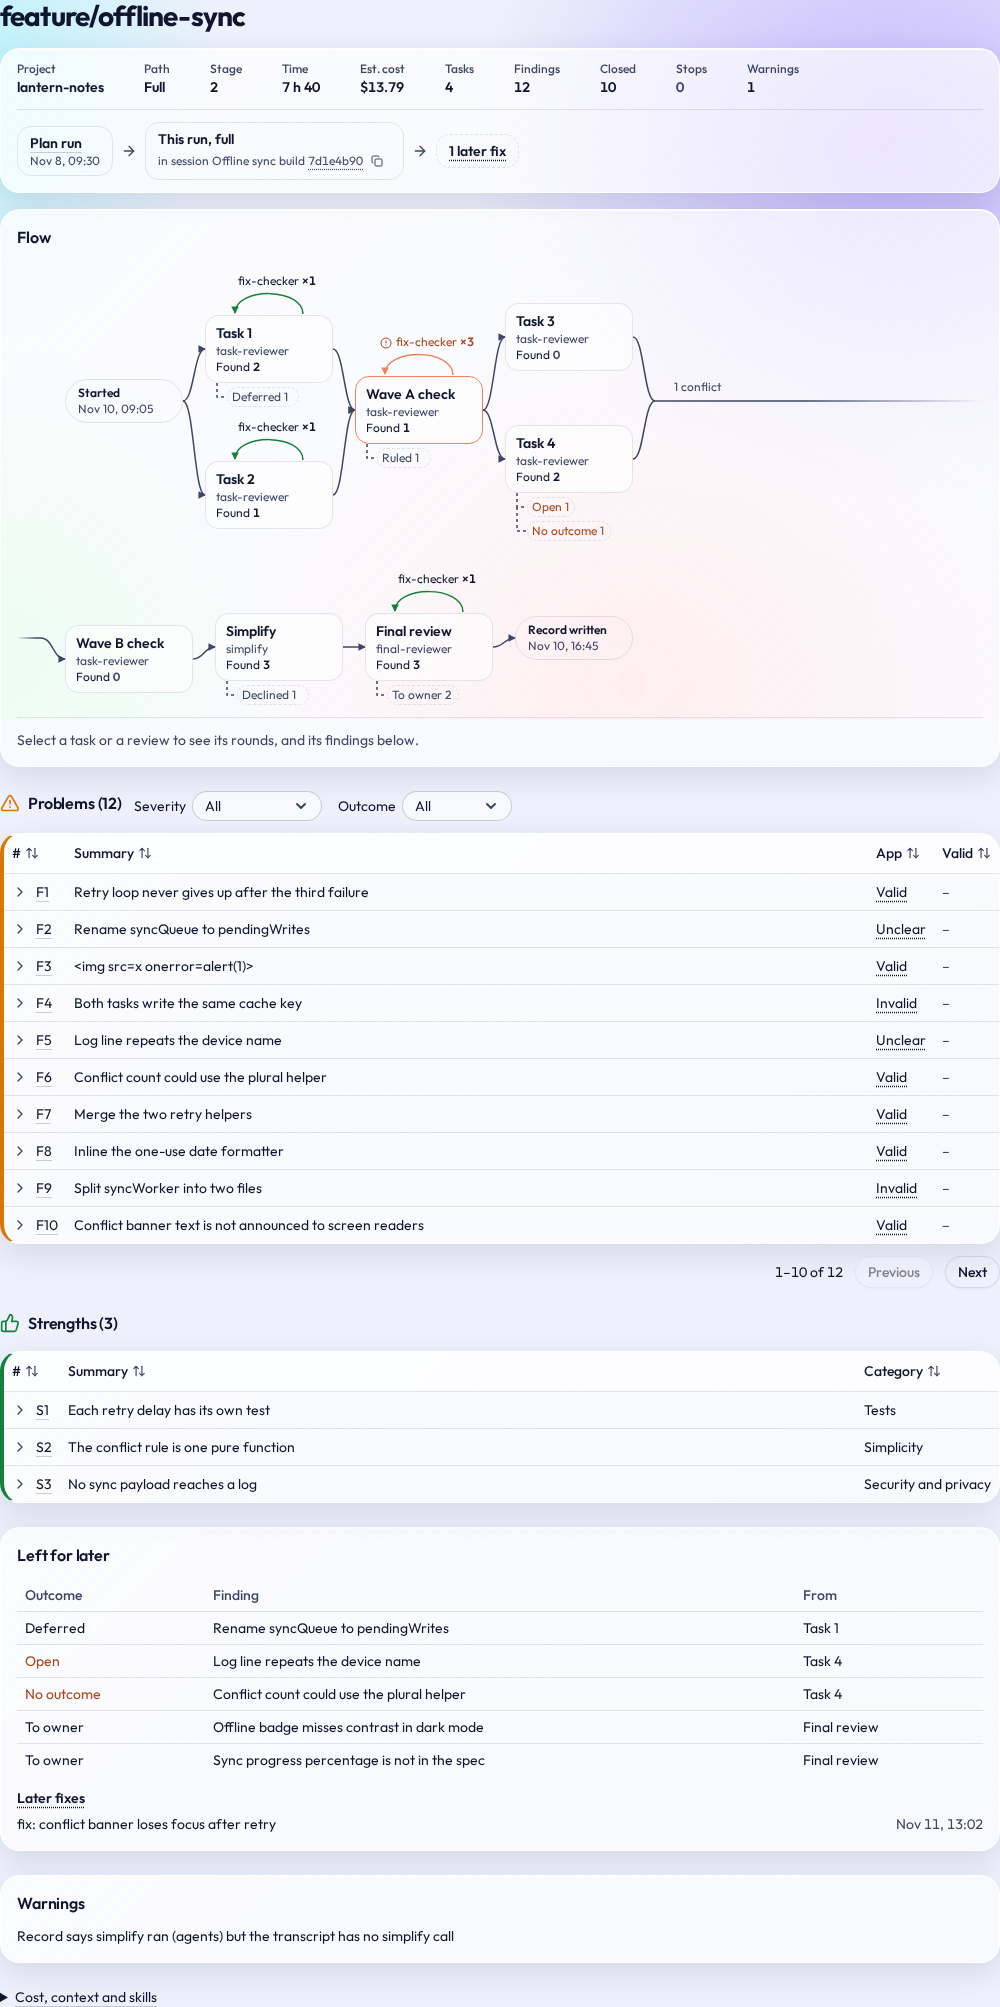 feature/offline-sync
Project Path Stage Time Est. cost Tasks Findings Closed Stops Warnings
lantern-notes Full 2 7 h 40 $13.79 4 12 10 0 1
Plan run
Nov 8, 09:30
This run, full
in session Offline sync build 7d1e4b90
1 later fix
Flow
Started
Nov 10, 09:05
fix-checker ×1
Task 1
task-reviewer
Found 2
Deferred 1
fix-checker ×1
Task 2
task-reviewer
Found 1
fix-checker ×3
Wave A check
task-reviewer
Found 1
Ruled 1
Task 3
task-reviewer
Found 0
Task 4
task-reviewer
Found 2
Open 1
No outcome 1
1 conflict
Wave B check
task-reviewer
Found 0
Simplify
simplify
Found 3
Declined 1
fix-checker ×1
Final review
final-reviewer
Found 3
To owner 2
Record written
Nov 10, 16:45
Select a task or a review to see its rounds, and its findings below.
Problems (12) Severity All Outcome All
# Summary App Valid
F1 Retry loop never gives up after the third failure Valid –
F2 Rename syncQueue to pendingWrites Unclear –
F3 <img src=x onerror=alert(1)> Valid –
F4 Both tasks write the same cache key Invalid –
F5 Log line repeats the device name Unclear –
F6 Conflict count could use the plural helper Valid –
F7 Merge the two retry helpers Valid –
F8 Inline the one-use date formatter Valid –
F9 Split syncWorker into two files Invalid –
F10 Conflict banner text is not announced to screen readers Valid –
1–10 of 12 Previous Next
Strengths (3)
# Summary Category
S1 Each retry delay has its own test Tests
S2 The conflict rule is one pure function Simplicity
S3 No sync payload reaches a log Security and privacy
Left for later
Outcome Finding From
Deferred Rename syncQueue to pendingWrites Task 1
Open Log line repeats the device name Task 4
No outcome Conflict count could use the plural helper Task 4
To owner Offline badge misses contrast in dark mode Final review
To owner Sync progress percentage is not in the spec Final review
Later fixes
fix: conflict banner loses focus after retry Nov 11, 13:02
Warnings
Record says simplify ran (agents) but the transcript has no simplify call
Cost, context and skills